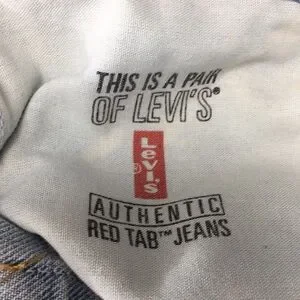 THIS IS A PAIR
OF LEVI'S®
Levi's
®
AUTHENTIC
RED TAB™ JEANS